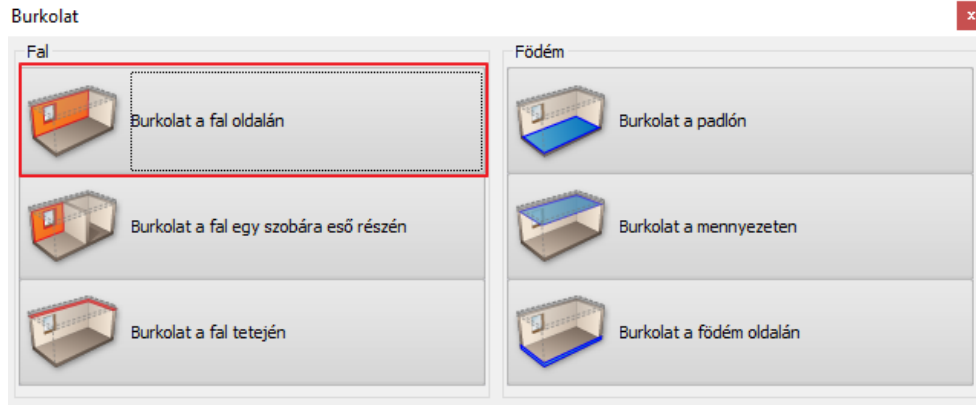 Burkolat
x
Fal
Födém
Burkolat a fal oldalán
Burkolat a padlón
Burkolat a fal egy szobára eső részén
Burkolat a mennyezeten
Burkolat a fal tetején
Burkolat a födém oldalán